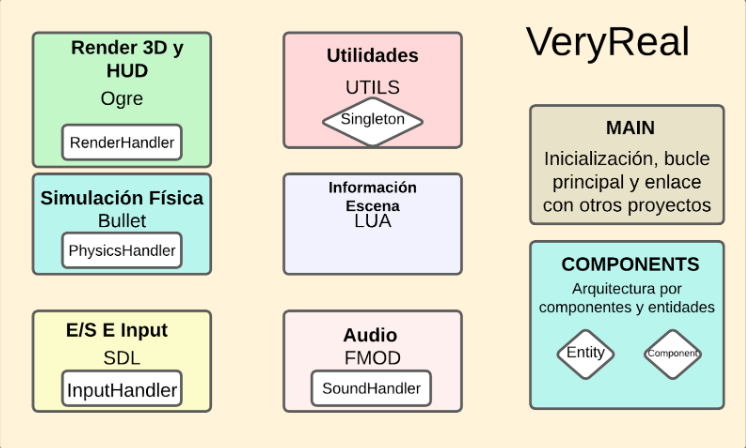 VeryReal
Render 3D y
HUD
Ogre
RenderHandler
Utilidades
UTILS
Singleton
MAIN
Inicialización, bucle
principal y enlace
con otros proyectos
Simulación Física
Bullet
PhysicsHandler
Información
Escena
LUA
COMPONENTS
Arquitectura por
componentes y entidades
Entity
Component
E/S E Input
SDL
InputHandler
Audio
FMOD
SoundHandler